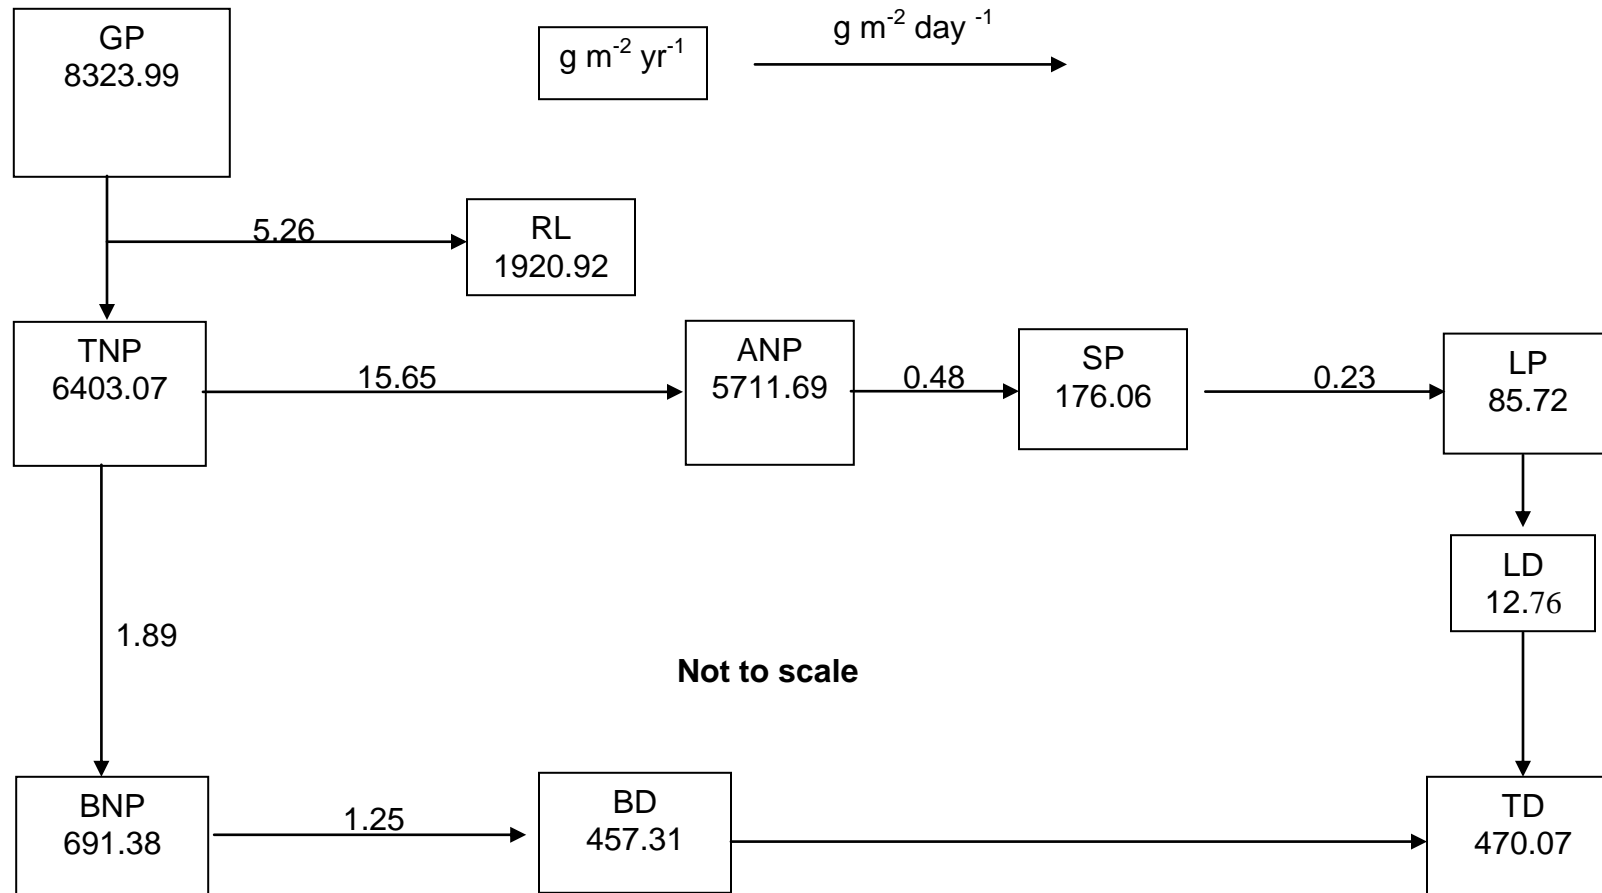 GP
8323.99
g m⁻² yr⁻¹
g m⁻² day ⁻¹
5.26
RL
1920.92
TNP
6403.07
15.65
ANP
5711.69
0.48
SP
176.06
0.23
LP
85.72
LD
12.76
1.89
Not to scale
BNP
691.38
1.25
BD
457.31
TD
470.07